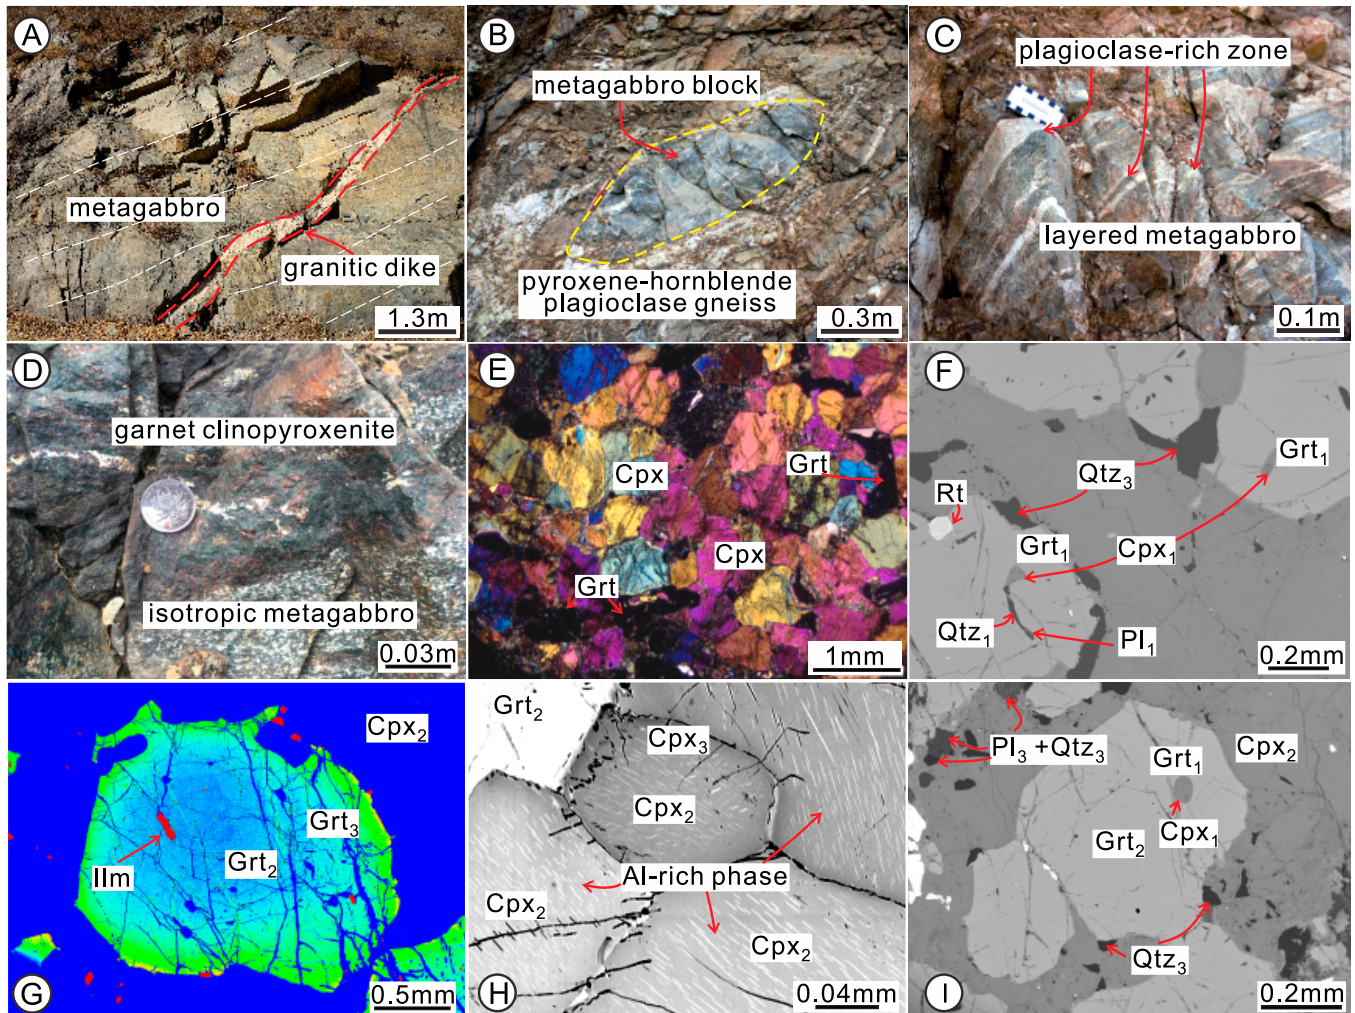 A
metagabbro
granitic dike
1.3m
B
metagabbro block
pyroxene-hornblende
plagioclase gneiss
0.3m
C
plagioclase-rich zone
layered metagabbro
0.1m
D
garnet clinopyroxenite
isotropic metagabbro
0.03m
E
Cpx
Grt
Cpx
Grt
1mm
F
Grt₁
Qtz₃
Rt
Grt₁
Cpx₁
Qtz₁
Pl₁
0.2mm
Cpx₂
Grt₃
Ilm
Grt₂
G
0.5mm
Grt₂
Cpx₃
Cpx₂
Al-rich phase
Cpx₂
Cpx₂
H
0.04mm
Pl₃ +Qtz₃
Grt₁
Cpx₂
Cpx₁
Grt₂
Qtz₃
I
0.2mm